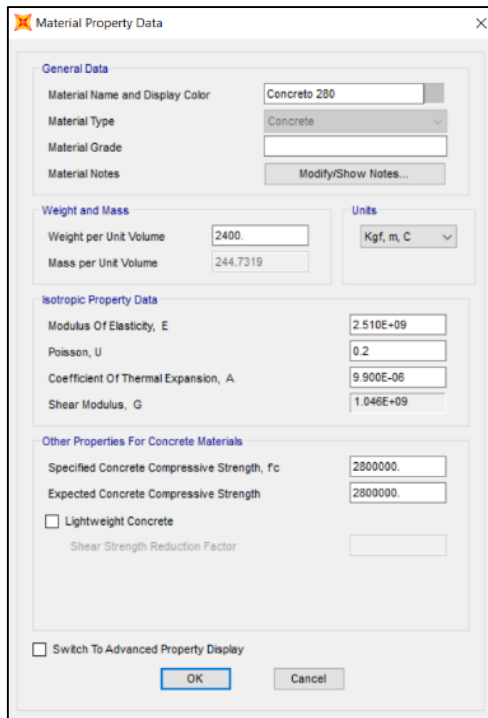 Material Property Data
General Data
Material Name and Display Color Concreto 280
Material Type Concrete
Material Grade
Material Notes Modify/Show Notes...
Weight and Mass Units
Weight per Unit Volume 2400. Kgf, m, C
Mass per Unit Volume 244.7319
Isotropic Property Data
Modulus Of Elasticity, E 2.510E+09
Poisson, U 0.2
Coefficient Of Thermal Expansion, A 9.900E-06
Shear Modulus, G 1.046E+09
Other Properties For Concrete Materials
Specified Concrete Compressive Strength, f'c 2800000.
Expected Concrete Compressive Strength 2800000.
Lightweight Concrete
Shear Strength Reduction Factor
Switch To Advanced Property Display
OK Cancel